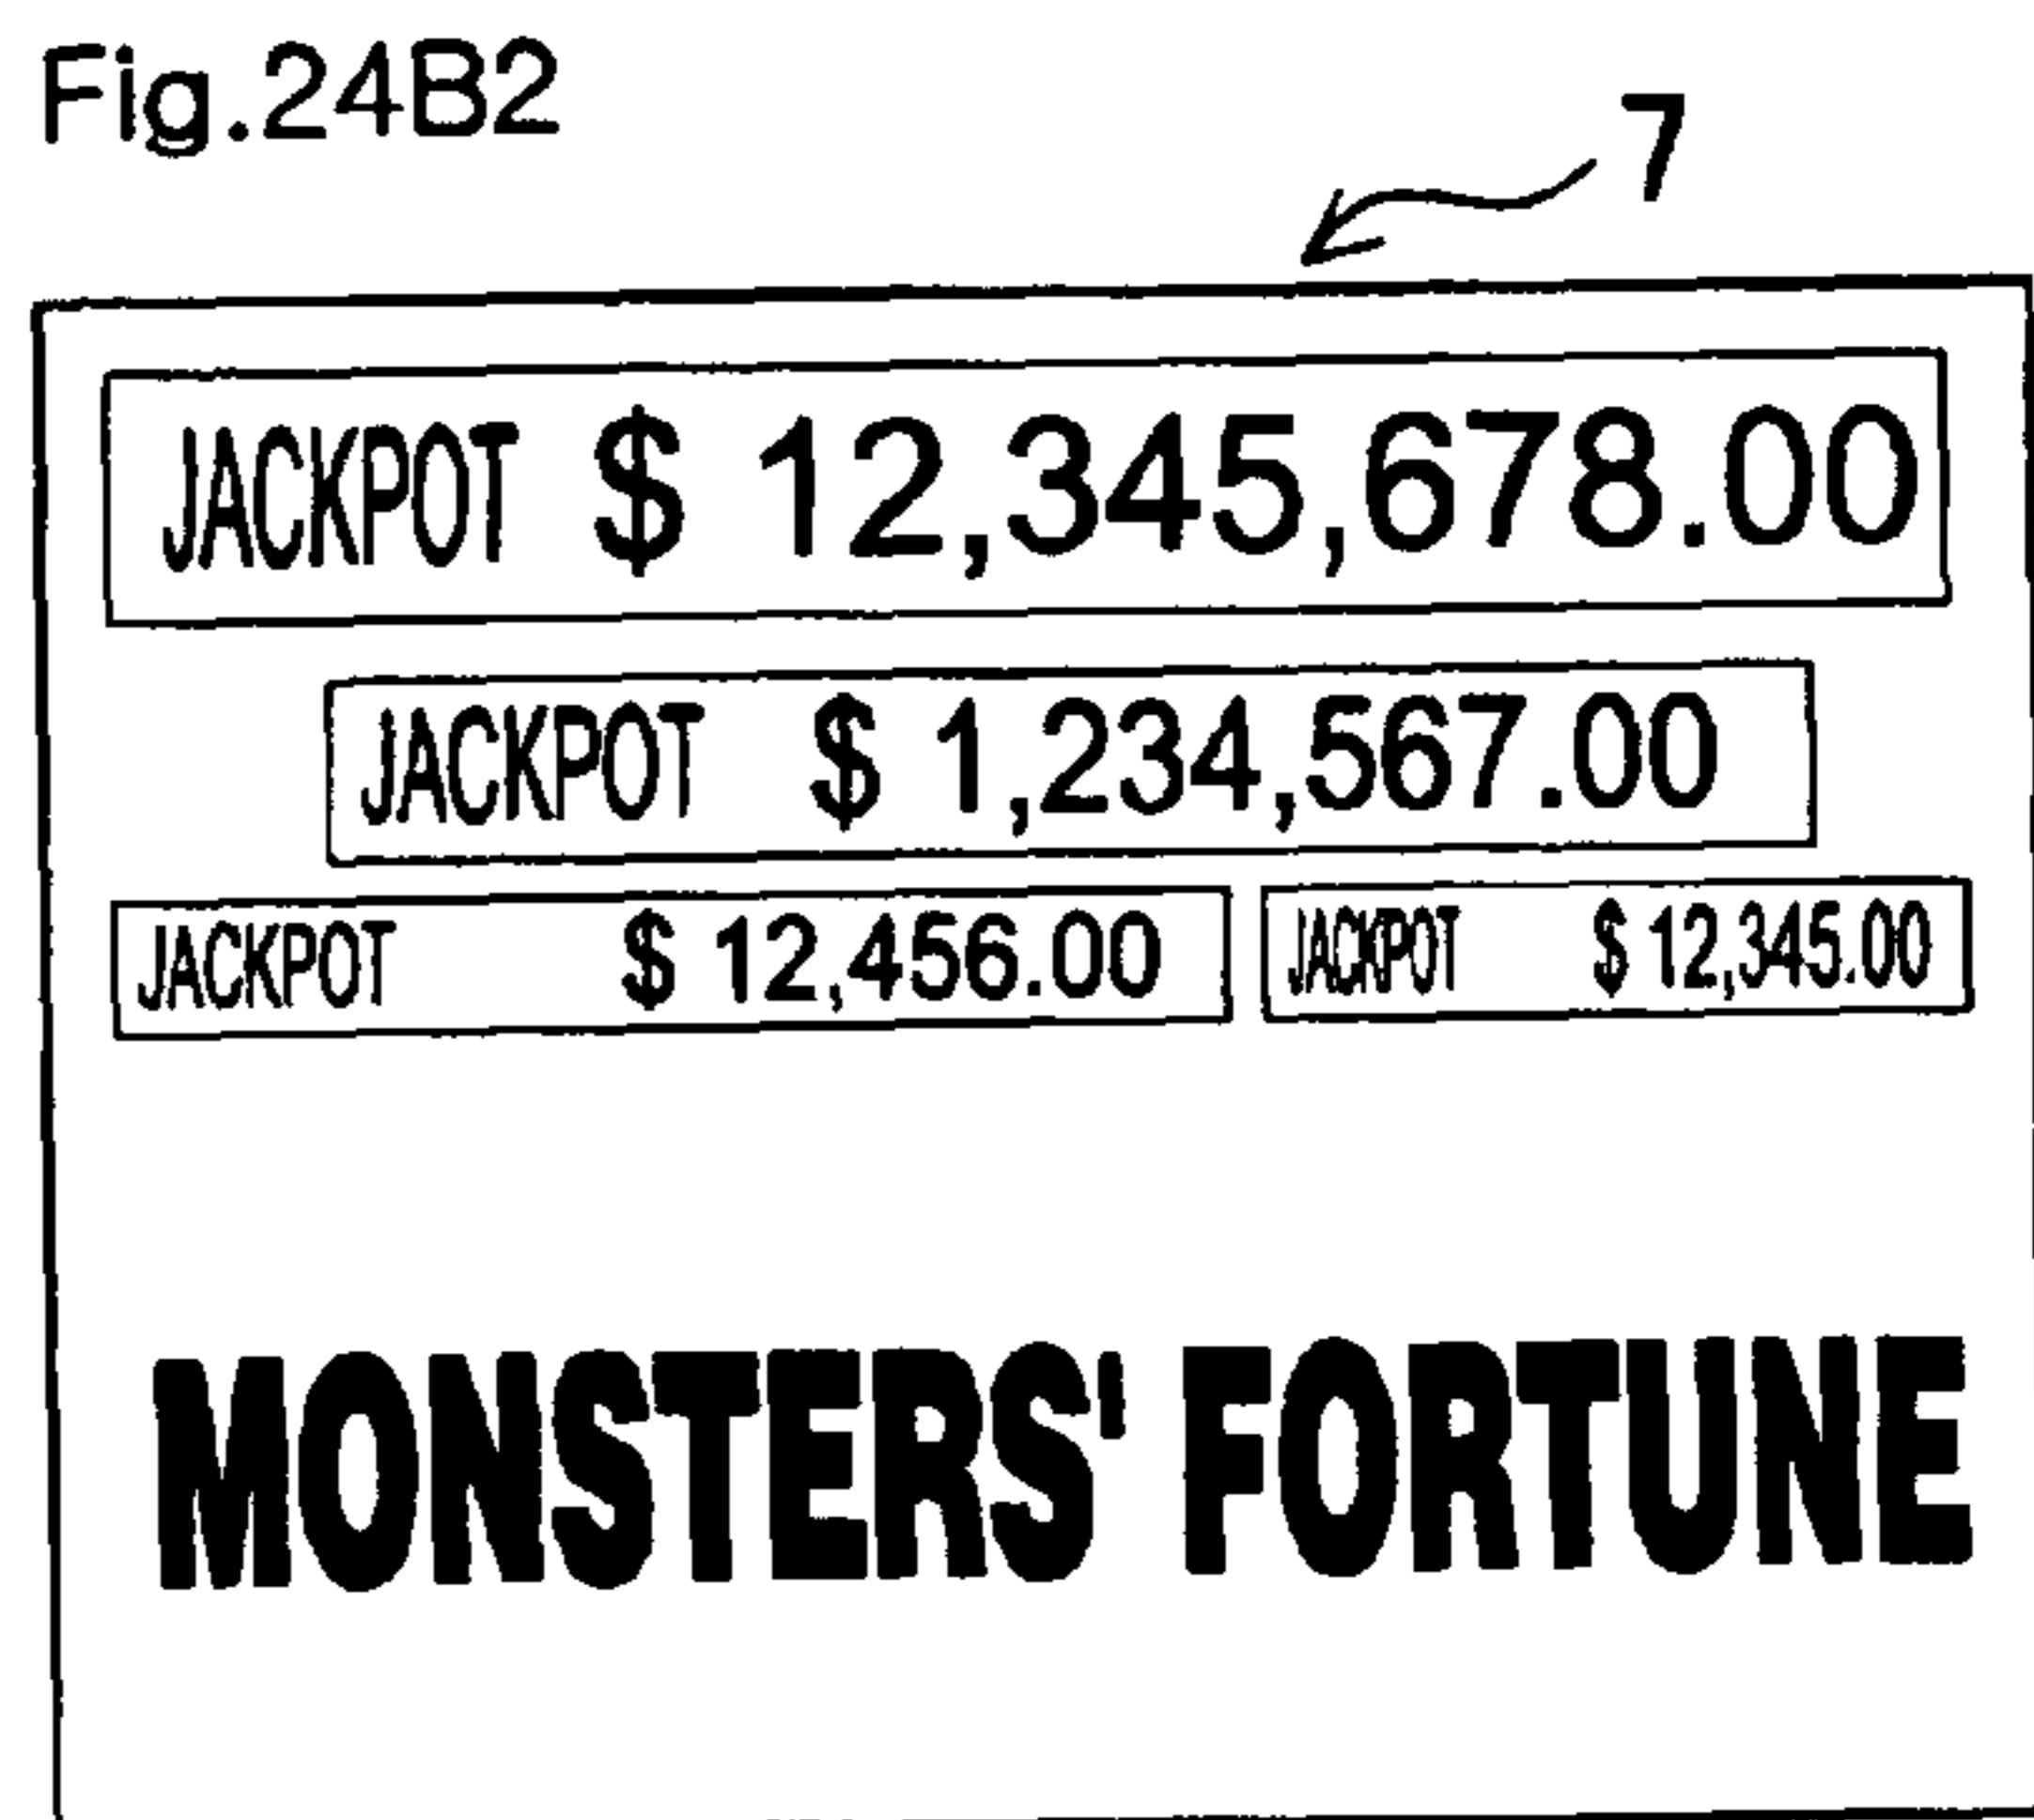 Fig.24B2
7
JACKPOT $ 12,345,678.00
JACKPOT $ 1,234,567.00
JACKPOT $ 12,456.00 JACKPOT $ 12,345.00
MONSTERS' FORTUNE